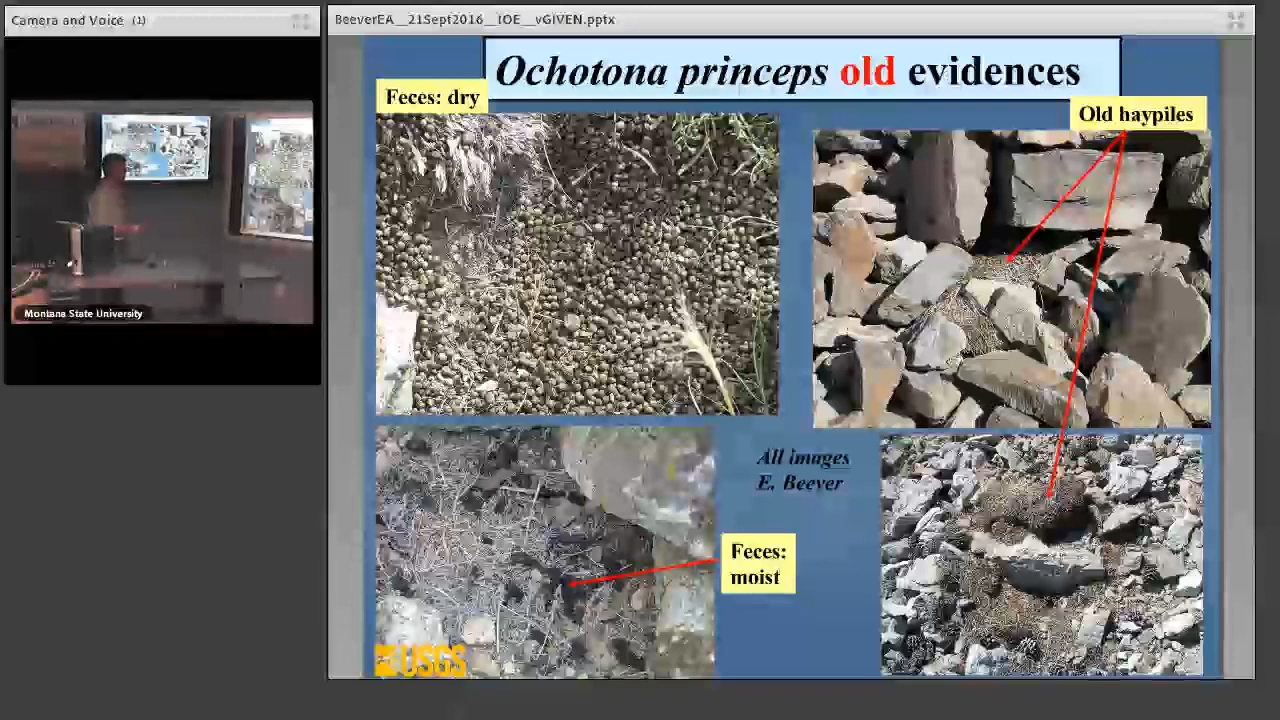 Camera and Voice (1)
BeeverEA__21Sept2016__IOE__vGIVEN.pptx
Ochotona princeps old evidences
Feces: dry
Old haypiles
Montana State University
All images
E. Beever
Feces:
moist
USGS